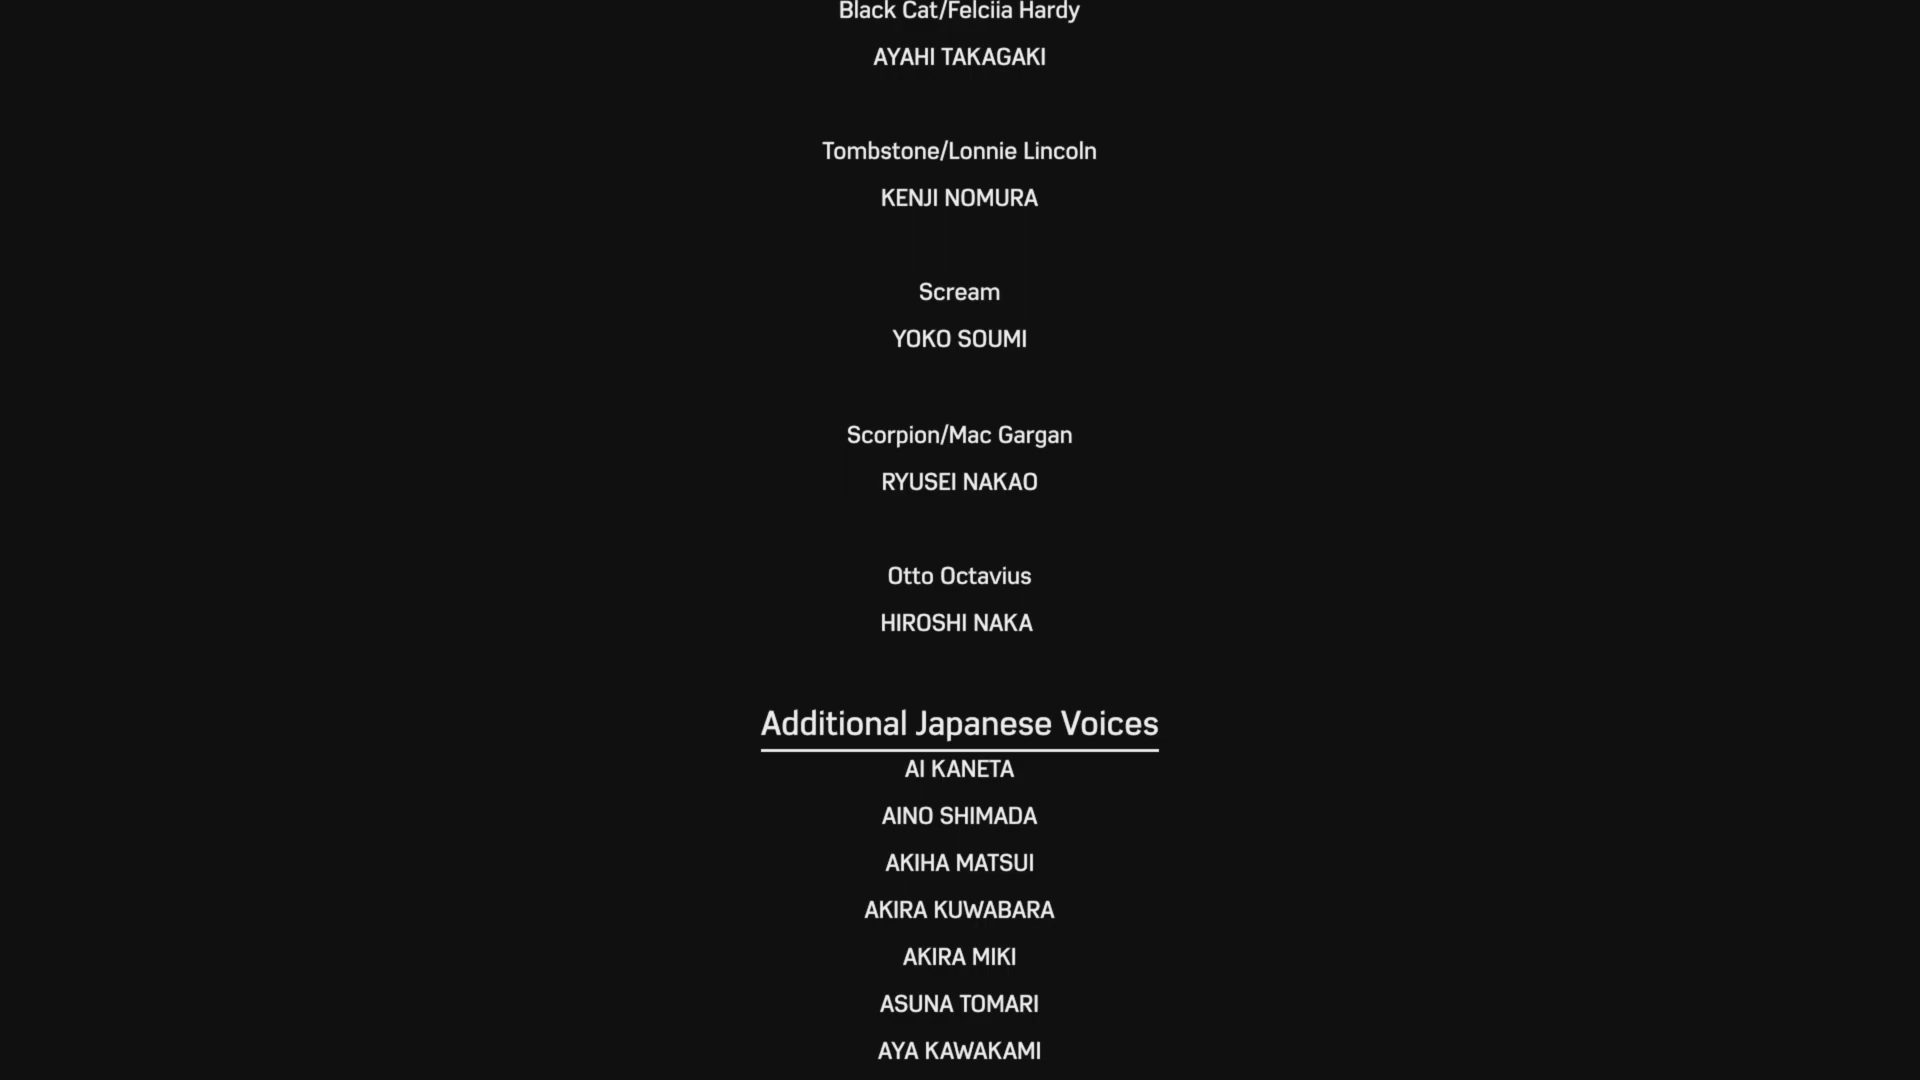 Black Cat/Felciia Hardy
AYAHI TAKAGAKI
Tombstone/Lonnie Lincoln
KENJI NOMURA
Scream
YOKO SOUMI
Scorpion/Mac Gargan
RYUSEI NAKAO
Otto Octavius
HIROSHI NAKA
Additional Japanese Voices
AI KANETA
AINO SHIMADA
AKIHA MATSUI
AKIRA KUWABARA
AKIRA MIKI
ASUNA TOMARI
AYA KAWAKAMI